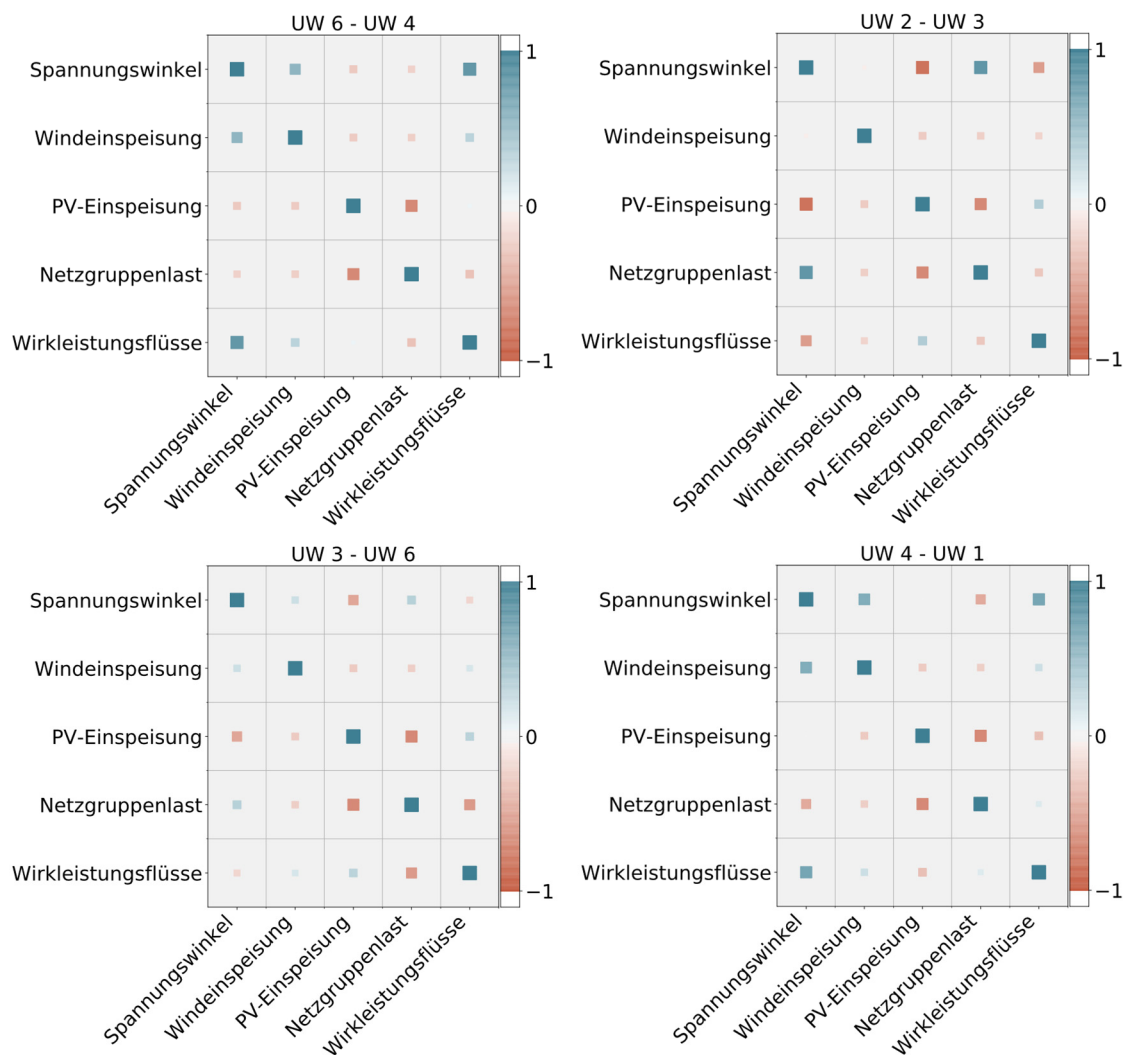 UW 6 - UW 4
Spannungswinkel
Windeinspeisung
PV-Einspeisung
Netzgruppenlast
Wirkleistungsflüsse
1
0
−1
Spannungswinkel
Windeinspeisung
PV-Einspeisung
Netzgruppenlast
Wirkleistungsflüsse
UW 2 - UW 3
Spannungswinkel
Windeinspeisung
PV-Einspeisung
Netzgruppenlast
Wirkleistungsflüsse
1
0
−1
Spannungswinkel
Windeinspeisung
PV-Einspeisung
Netzgruppenlast
Wirkleistungsflüsse
UW 3 - UW 6
Spannungswinkel
Windeinspeisung
PV-Einspeisung
Netzgruppenlast
Wirkleistungsflüsse
1
0
−1
Spannungswinkel
Windeinspeisung
PV-Einspeisung
Netzgruppenlast
Wirkleistungsflüsse
UW 4 - UW 1
Spannungswinkel
Windeinspeisung
PV-Einspeisung
Netzgruppenlast
Wirkleistungsflüsse
1
0
−1
Spannungswinkel
Windeinspeisung
PV-Einspeisung
Netzgruppenlast
Wirkleistungsflüsse